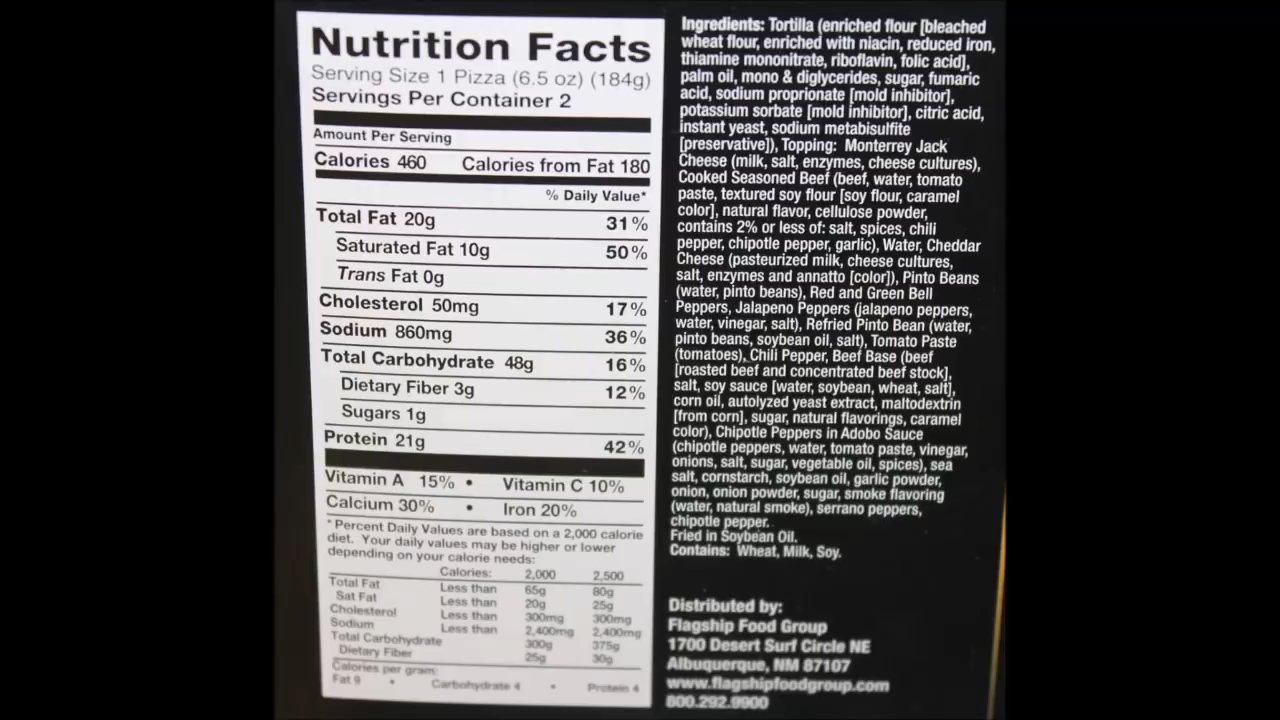 Nutrition Facts
Serving Size 1 Pizza (6.5 oz) (184g)
Servings Per Container 2
Amount Per Serving
Calories 460 Calories from Fat 180
% Daily Value*
Total Fat 20g 31%
Saturated Fat 10g 50%
Trans Fat 0g
Cholesterol 50mg 17%
Sodium 860mg 36%
Total Carbohydrate 48g 16%
Dietary Fiber 3g 12%
Sugars 1g
Protein 21g 42%
Vitamin A 15% • Vitamin C 10%
Calcium 30% • Iron 20%
*Percent Daily Values are based on a 2,000 calorie
diet. Your daily values may be higher or lower
depending on your calorie needs:
Calories: 2,000 2,500
Total Fat Less than 65g 80g
Sat Fat Less than 20g 25g
Cholesterol Less than 300mg 300mg
Sodium Less than 2,400mg 2,400mg
Total Carbohydrate 300g 375g
Dietary Fiber 25g 30g
Calories per gram:
Fat 9 • Carbohydrate 4 • Protein 4
Ingredients: Tortilla (enriched flour [bleached
wheat flour, enriched with niacin, reduced iron,
thiamine mononitrate, riboflavin, folic acid],
palm oil, mono & diglycerides, sugar, fumaric
acid, sodium proprionate [mold inhibitor],
potassium sorbate [mold inhibitor], citric acid,
instant yeast, sodium metabisulfite
[preservative]), Topping: Monterrey Jack
Cheese (milk, salt, enzymes, cheese cultures),
Cooked Seasoned Beef (beef, water, tomato
paste, textured soy flour [soy flour, caramel
color], natural flavor, cellulose powder,
contains 2% or less of: salt, spices, chili
pepper, chipotle pepper, garlic), Water, Cheddar
Cheese (pasteurized milk, cheese cultures,
salt, enzymes and annatto [color]), Pinto Beans
(water, pinto beans), Red and Green Bell
Peppers, Jalapeno Peppers (jalapeno peppers,
water, vinegar, salt), Refried Pinto Bean (water,
pinto beans, soybean oil, salt), Tomato Paste
(tomatoes), Chili Pepper, Beef Base (beef
[roasted beef and concentrated beef stock],
salt, soy sauce [water, soybean, wheat, salt],
corn oil, autolyzed yeast extract, maltodextrin
[from corn], sugar, natural flavorings, caramel
color), Chipotle Peppers in Adobo Sauce
(chipotle peppers, water, tomato paste, vinegar,
onions, salt, sugar, vegetable oil, spices), sea
salt, cornstarch, soybean oil, garlic powder,
onion, onion powder, sugar, smoke flavoring
(water, natural smoke), serrano peppers,
chipotle pepper.
Fried in Soybean Oil.
Contains: Wheat, Milk, Soy.
Distributed by:
Flagship Food Group
1700 Desert Surf Circle NE
Albuquerque, NM 87107
www.flagshipfoodgroup.com
800.292.9900